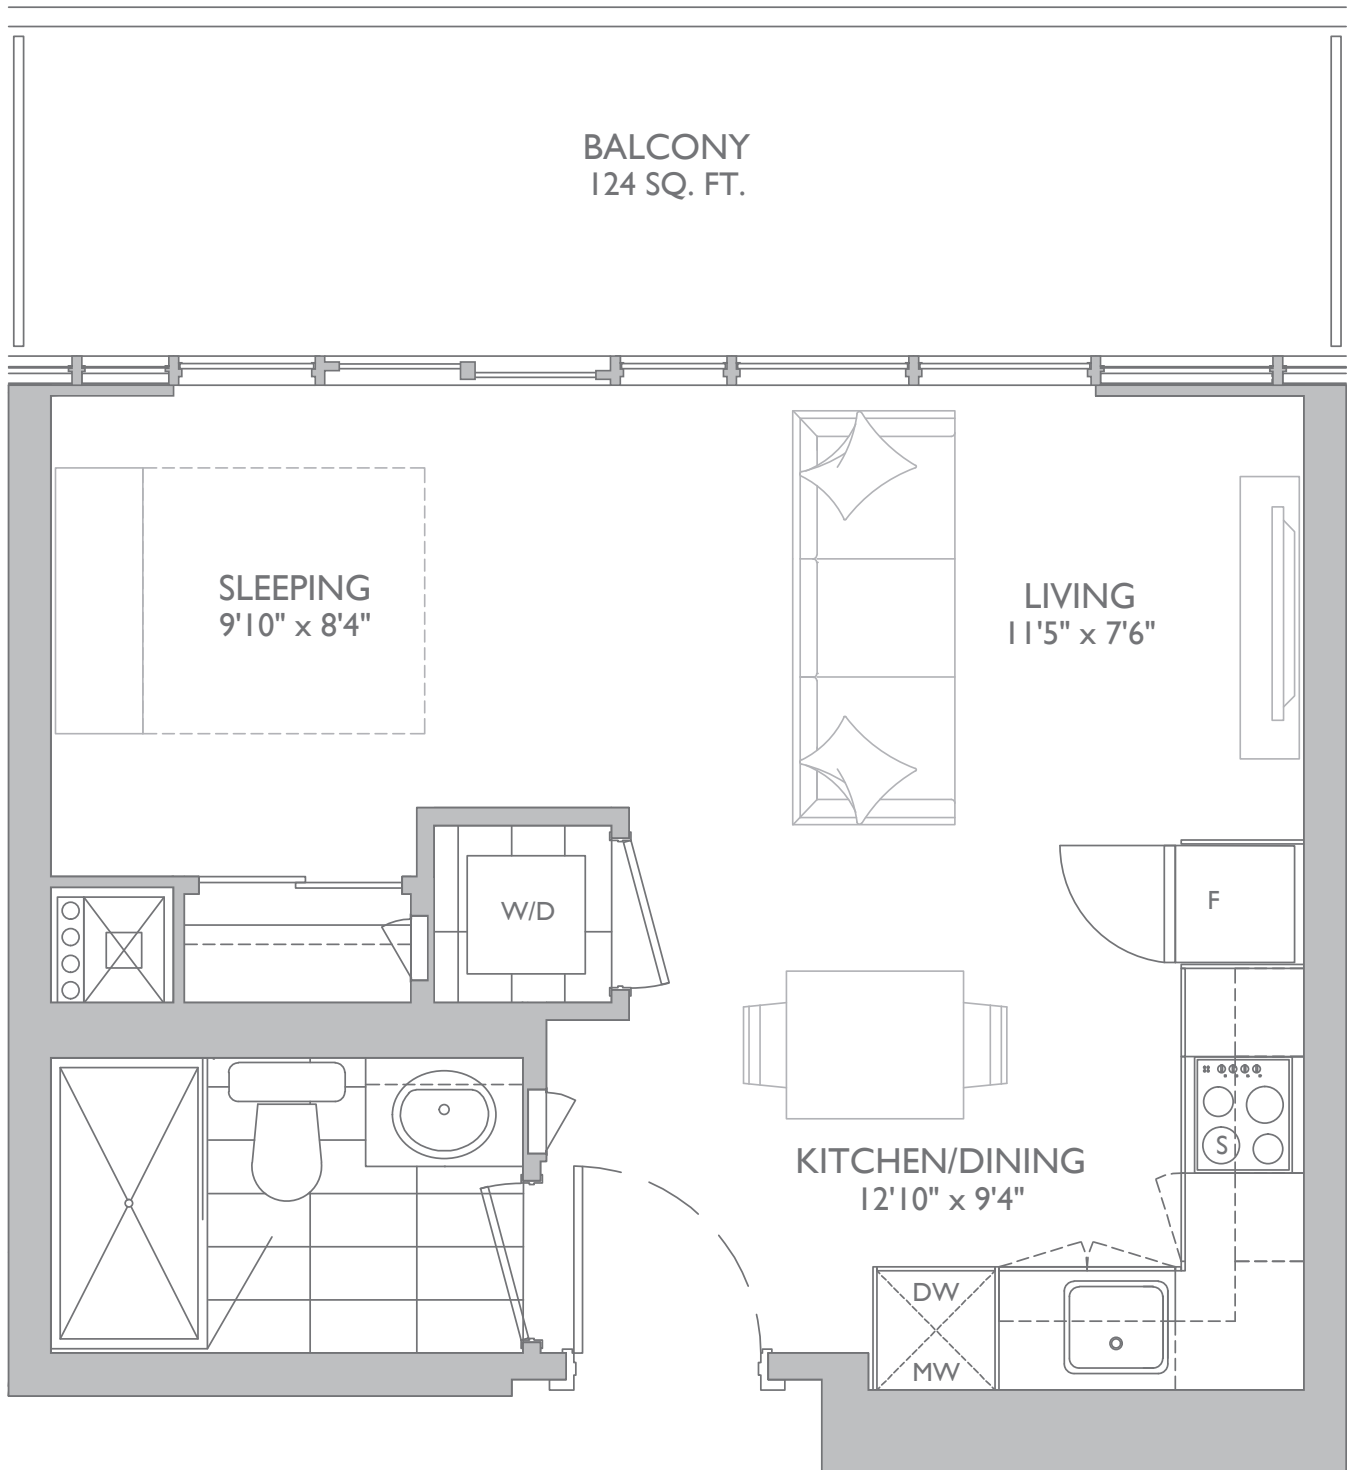 BALCONY
124 SQ. FT.
SLEEPING
9'10" x 8'4"
LIVING
11'5" x 7'6"
W/D
F
S
KITCHEN/DINING
12'10" x 9'4"
DW
MW